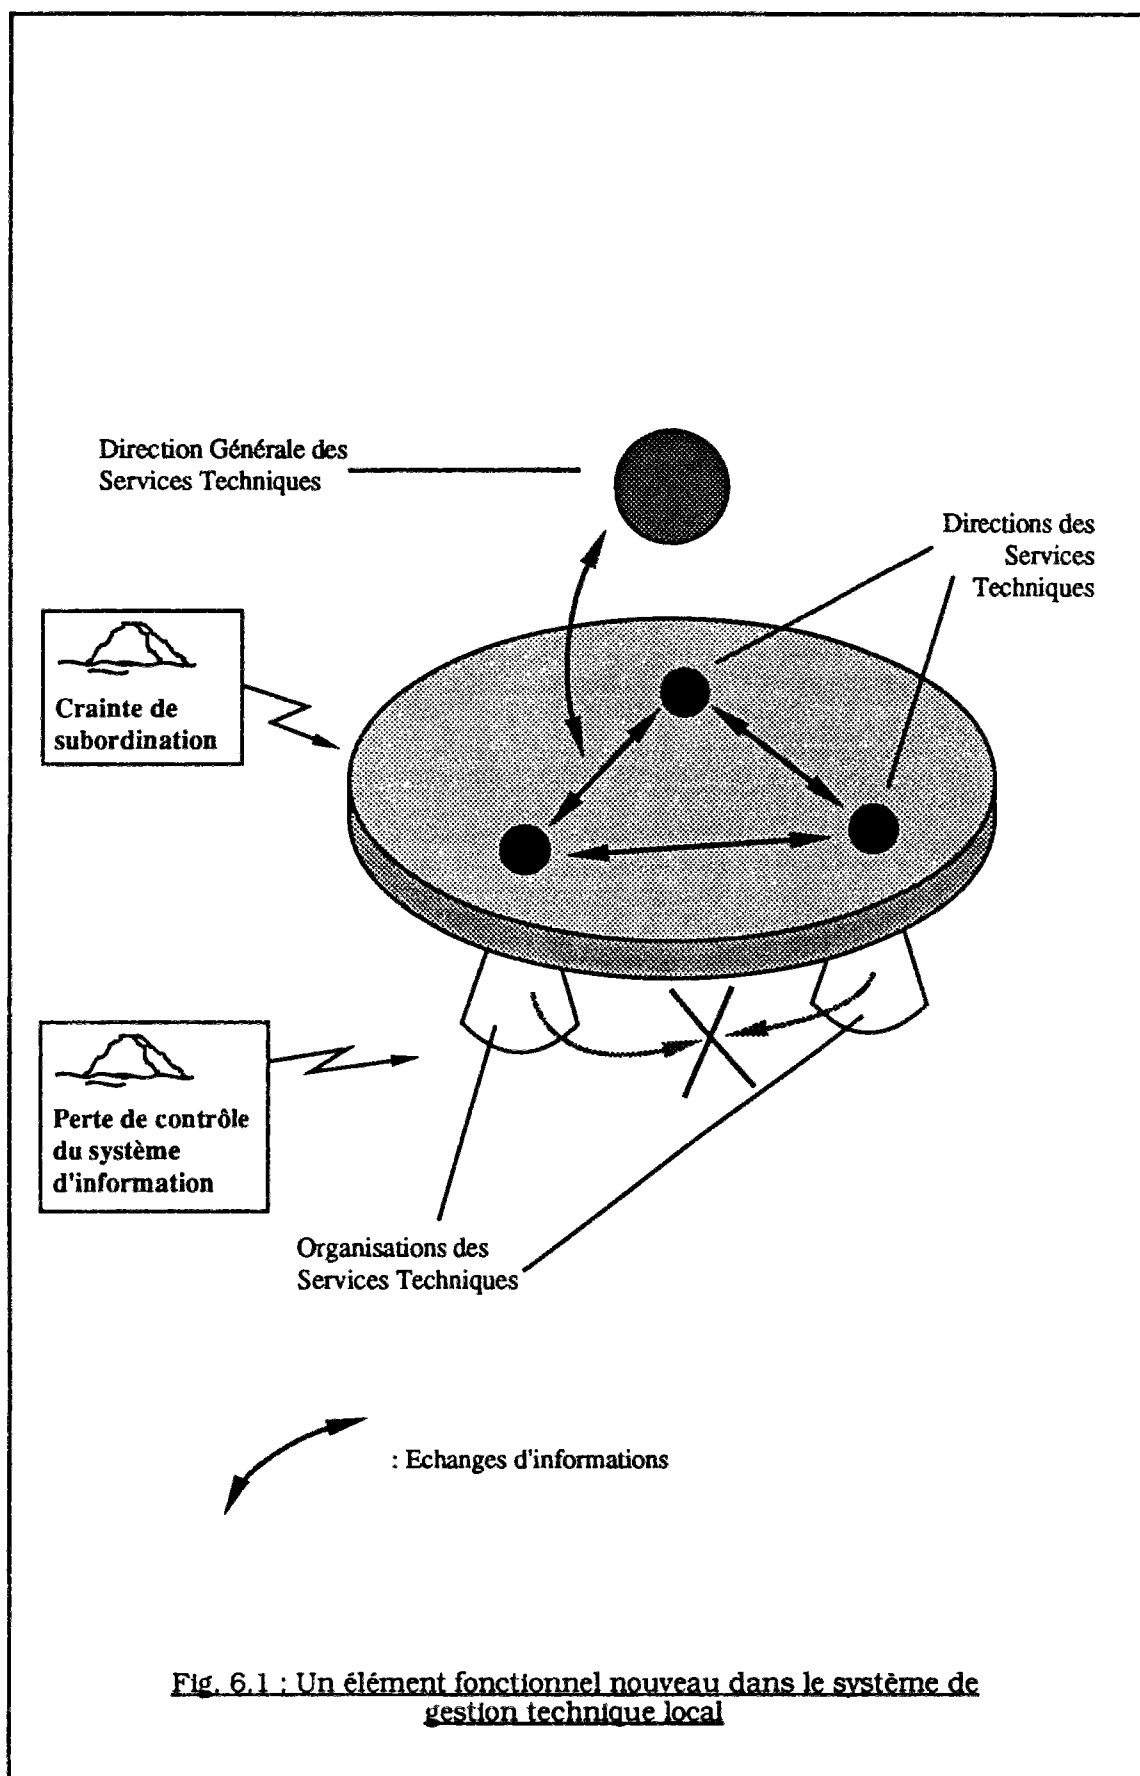 Direction Générale des
Services Techniques
Directions des
Services
Techniques
Crainte de
subordination
Perte de contrôle
du système
d'information
Organisations des
Services Techniques
: Echanges d'informations
Fig. 6.1 : Un élément fonctionnel nouveau dans le système de
gestion technique local